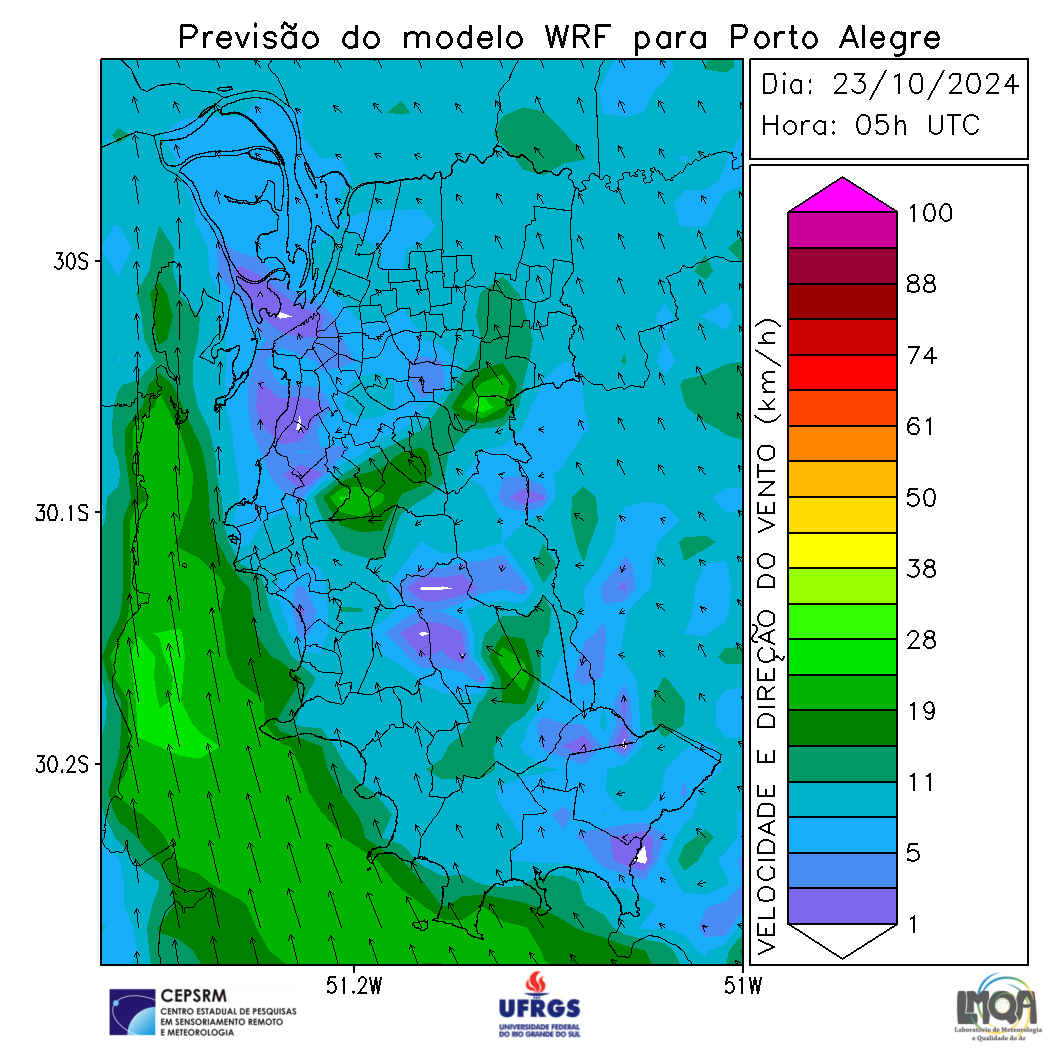 Previsão do modelo WRF para Porto Alegre
Dia: 23/10/2024
Hora: 05h UTC
30S
30.1S
30.2S
51.2W
51W
VELOCIDADE E DIREÇÃO DO VENTO (km/h)
100
88
74
61
50
38
28
19
11
5
1
CEPSRM
CENTRO ESTADUAL DE PESQUISAS
EM SENSORIAMENTO REMOTO
E METEOROLOGIA
UFRGS
UNIVERSIDADE FEDERAL
DO RIO GRANDE DO SUL
LMQA
Laboratório de Meteorologia
e Qualidade do Ar